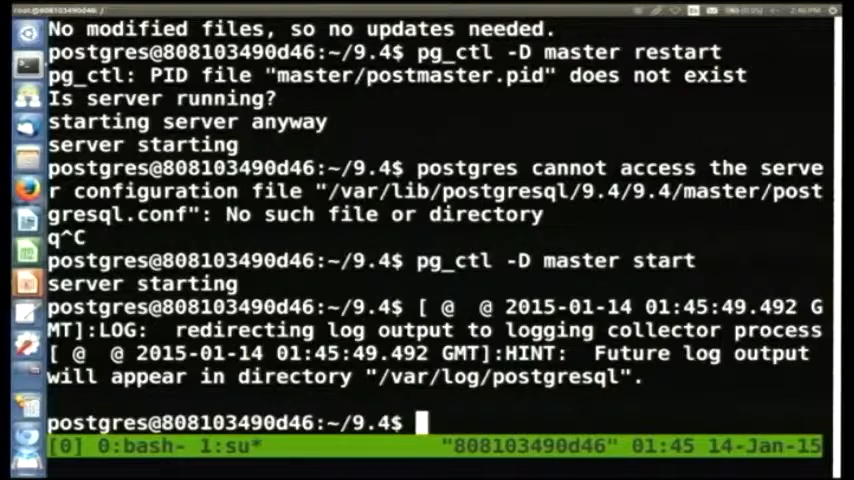 No modified files, so no updates needed.
postgres@808103490d46:~/9.4$ pg_ctl -D master restart
pg_ctl: PID file "master/postmaster.pid" does not exist
Is server running?
starting server anyway
server starting
postgres@808103490d46:~/9.4$ postgres cannot access the serve
r configuration file "/var/lib/postgresql/9.4/9.4/master/post
gresql.conf": No such file or directory
q^C
postgres@808103490d46:~/9.4$ pg_ctl -D master start
server starting
postgres@808103490d46:~/9.4$ [ @  @ 2015-01-14 01:45:49.492 G
MT]:LOG:  redirecting log output to logging collector process
[ @  @ 2015-01-14 01:45:49.492 GMT]:HINT:  Future log output
will appear in directory "/var/log/postgresql".
postgres@808103490d46:~/9.4$
[0] 0:bash- 1:su* "808103490d46" 01:45 14-Jan-15